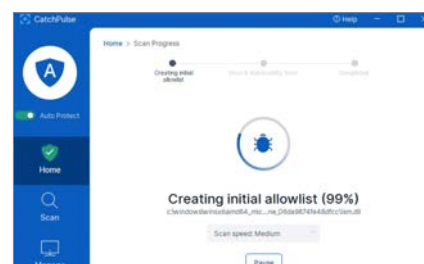 CatchPulse
Help
Home > Scan Progress
Creating initial
allowlist
Auto Protect
Home
Creating initial allowlist (99%)
Scan speed: Medium
Scan
Pause